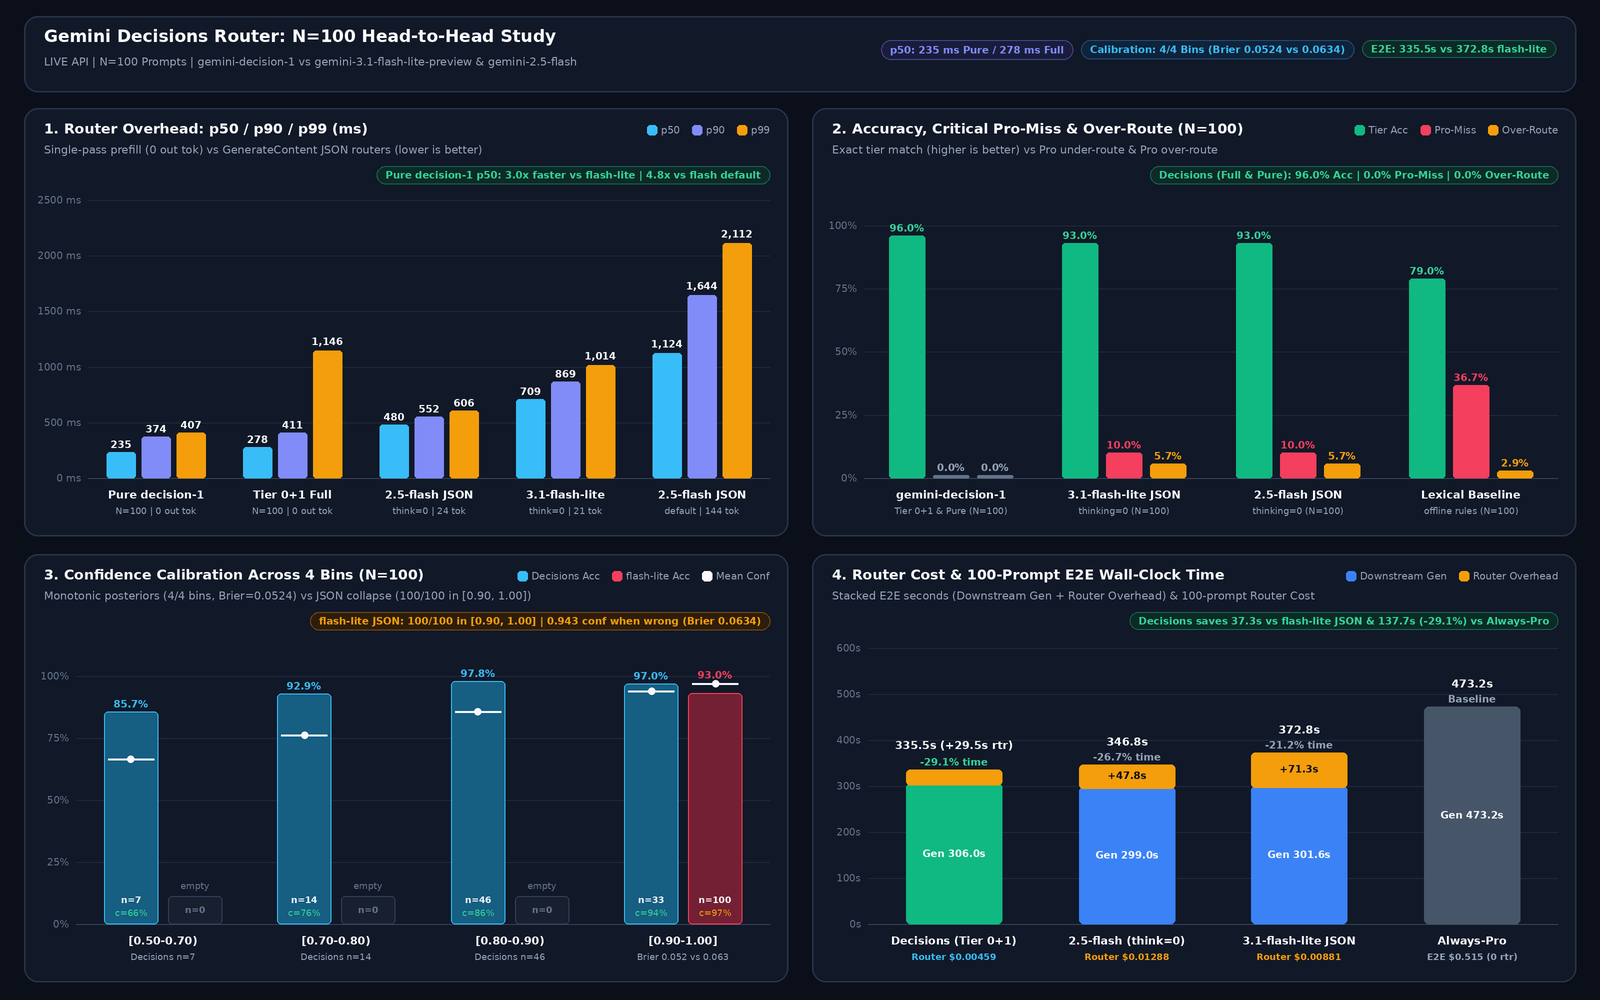 Gemini Decisions Router: N=100 Head-to-Head Study
LIVE API | N=100 Prompts | gemini-decision-1 vs gemini-3.1-flash-lite-preview & gemini-2.5-flash
p50: 235 ms Pure / 278 ms Full
Calibration: 4/4 Bins (Brier 0.0524 vs 0.0634)
E2E: 335.5s vs 372.8s flash-lite
1. Router Overhead: p50 / p90 / p99 (ms)
p50 p90 p99
Single-pass prefill (0 out tok) vs GenerateContent JSON routers (lower is better)
Pure decision-1 p50: 3.0x faster vs flash-lite | 4.8x vs flash default
2500 ms
2000 ms
1500 ms
1000 ms
500 ms
0 ms
235 374 407
278 411 1,146
480 552 606
709 869 1,014
1,124 1,644 2,112
Pure decision-1
N=100 | 0 out tok
Tier 0+1 Full
N=100 | 0 out tok
2.5-flash JSON
think=0 | 24 tok
3.1-flash-lite
think=0 | 21 tok
2.5-flash JSON
default | 144 tok
2. Accuracy, Critical Pro-Miss & Over-Route (N=100)
Tier Acc Pro-Miss Over-Route
Exact tier match (higher is better) vs Pro under-route & Pro over-route
Decisions (Full & Pure): 96.0% Acc | 0.0% Pro-Miss | 0.0% Over-Route
100%
75%
50%
25%
0%
96.0% 0.0% 0.0%
93.0% 10.0% 5.7%
93.0% 10.0% 5.7%
79.0% 36.7% 2.9%
gemini-decision-1
Tier 0+1 & Pure (N=100)
3.1-flash-lite JSON
thinking=0 (N=100)
2.5-flash JSON
thinking=0 (N=100)
Lexical Baseline
offline rules (N=100)
3. Confidence Calibration Across 4 Bins (N=100)
Decisions Acc flash-lite Acc Mean Conf
Monotonic posteriors (4/4 bins, Brier=0.0524) vs JSON collapse (100/100 in [0.90, 1.00])
flash-lite JSON: 100/100 in [0.90, 1.00] | 0.943 conf when wrong (Brier 0.0634)
100%
75%
50%
25%
0%
85.7%
n=7
c=66%
empty
n=0
92.9%
n=14
c=76%
empty
n=0
97.8%
n=46
c=86%
empty
n=0
97.0%
n=33
c=94%
93.0%
n=100
c=97%
[0.50-0.70)
Decisions n=7
[0.70-0.80)
Decisions n=14
[0.80-0.90)
Decisions n=46
[0.90-1.00]
Brier 0.052 vs 0.063
4. Router Cost & 100-Prompt E2E Wall-Clock Time
Downstream Gen Router Overhead
Stacked E2E seconds (Downstream Gen + Router Overhead) & 100-prompt Router Cost
Decisions saves 37.3s vs flash-lite JSON & 137.7s (-29.1%) vs Always-Pro
600s
500s
400s
300s
200s
100s
0s
335.5s (+29.5s rtr)
-29.1% time
Gen 306.0s
346.8s
-26.7% time
+47.8s
Gen 299.0s
372.8s
-21.2% time
+71.3s
Gen 301.6s
473.2s
Baseline
Gen 473.2s
Decisions (Tier 0+1)
Router $0.00459
2.5-flash (think=0)
Router $0.01288
3.1-flash-lite JSON
Router $0.00881
Always-Pro
E2E $0.515 (0 rtr)